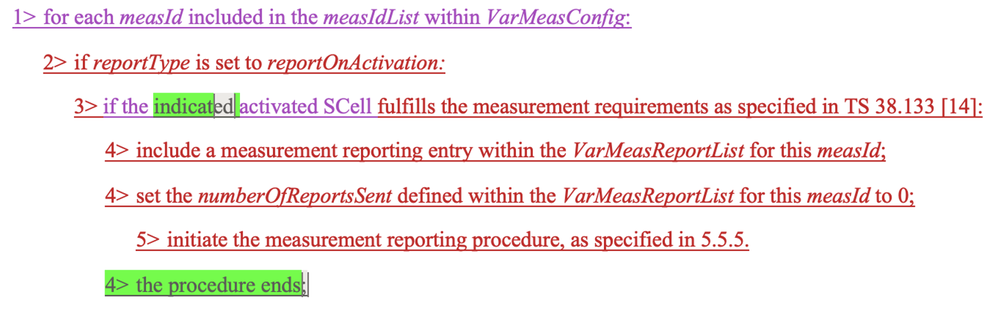 1> for each measId included in the measIdList within VarMeasConfig:
2> if reportType is set to reportOnActivation:
3> if the indicated activated SCell fulfills the measurement requirements as specified in TS 38.133 [14]:
4> include a measurement reporting entry within the VarMeasReportList for this measId;
4> set the numberOfReportsSent defined within the VarMeasReportList for this measId to 0;
5> initiate the measurement reporting procedure, as specified in 5.5.5.
4> the procedure ends;